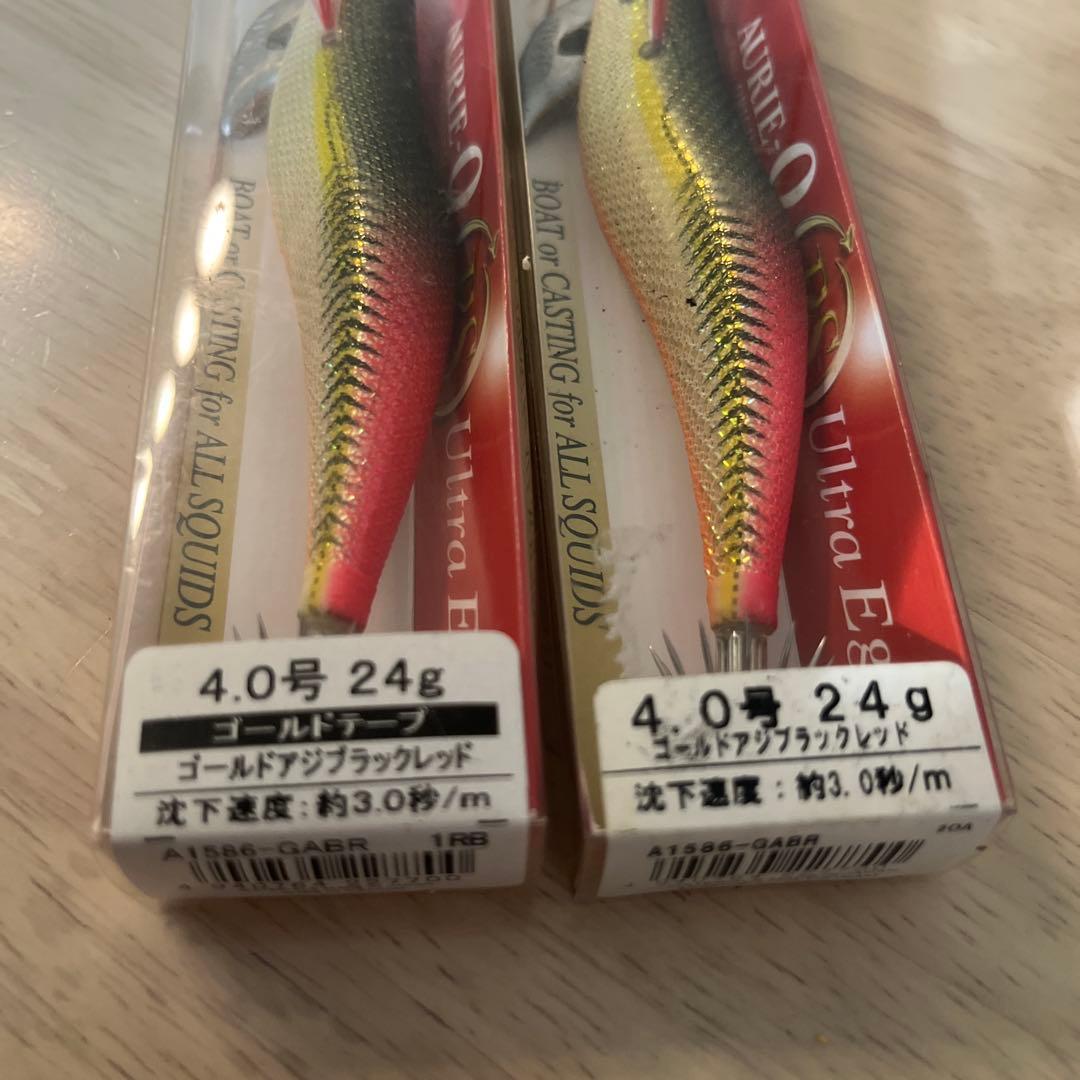 AURIE-Q
BOAT or CASTING for ALL SQUIDS
Ultra E
4.0号 24g
ゴールドテープ
ゴールドアジブラックレッド
沈下速度:約3.0秒/m
A1586-GABR 1RB
AURIE-Q
BOAT or CASTING for ALL SQUIDS
Ultra Eg
4.0号 24g
ゴールドアジブラックレッド
沈下速度:約3.0秒/m
A1586-GABR